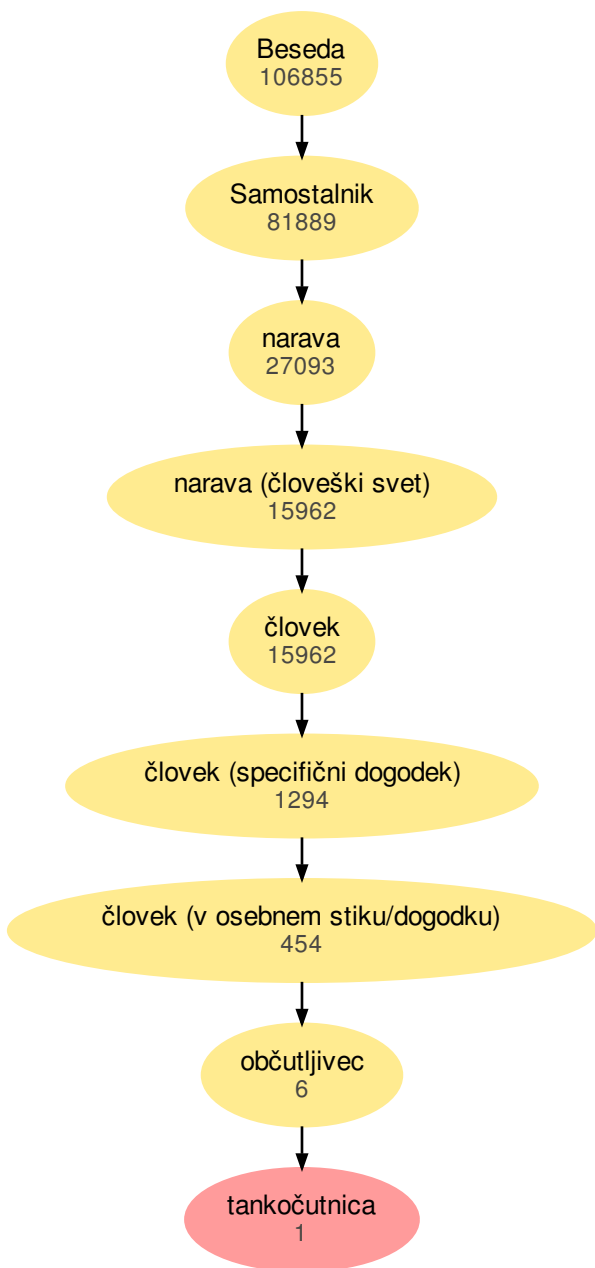 Beseda
106855
Samostalnik
81889
narava
27093
narava (človeški svet)
15962
človek
15962
človek (specifični dogodek)
1294
človek (v osebnem stiku/dogodku)
454
občutljivec
6
tankočutnica
1